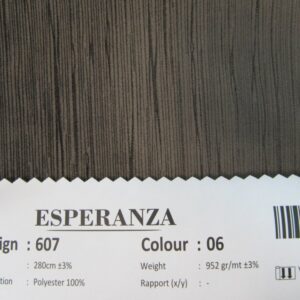 ESPERANZA
ign : 607 Colour : 06
: 280cm ±3% Weight : 952 gr/mt ±3%
tion : Polyester 100% Rapport (x/y) : -